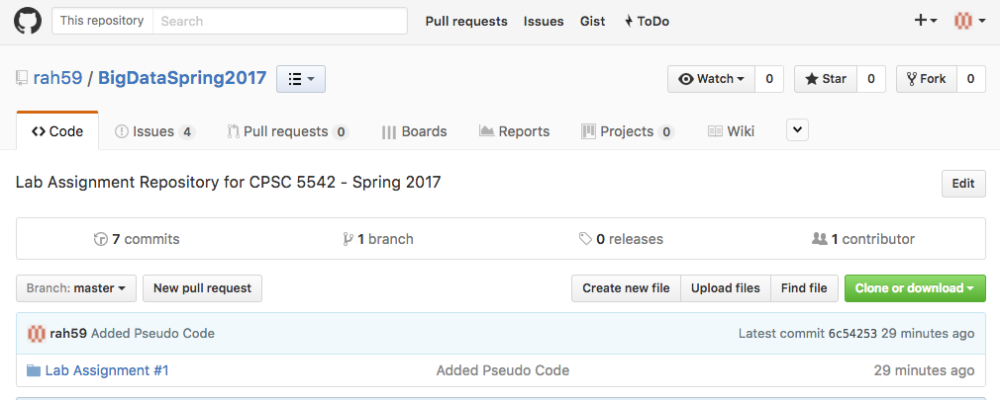 This repository Search Pull requests Issues Gist ToDo
rah59 / BigDataSpring2017 Watch 0 Star 0 Fork 0
Code Issues 4 Pull requests 0 Boards Reports Projects 0 Wiki
Lab Assignment Repository for CPSC 5542 - Spring 2017 Edit
7 commits 1 branch 0 releases 1 contributor
Branch: master New pull request Create new file Upload files Find file Clone or download
rah59 Added Pseudo Code Latest commit 6c54253 29 minutes ago
Lab Assignment #1 Added Pseudo Code 29 minutes ago